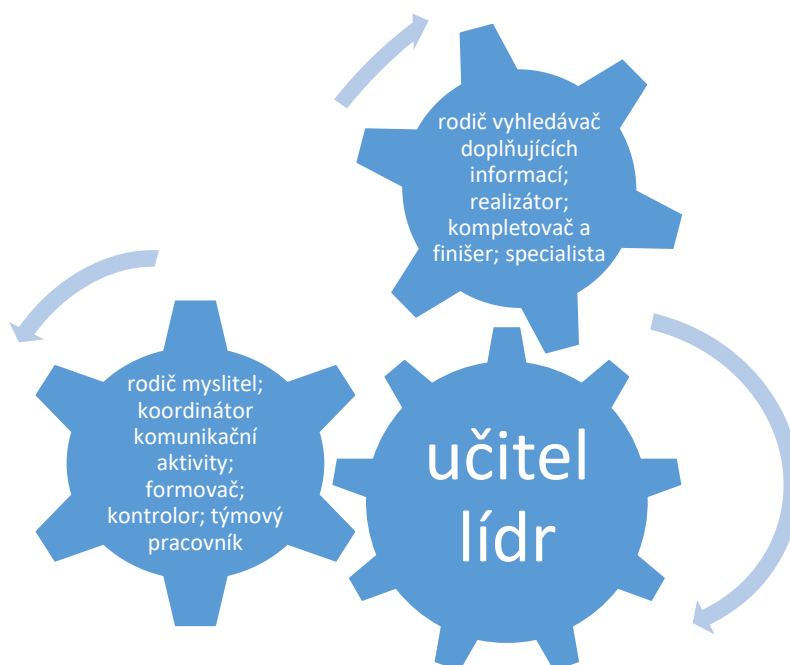 rodič vyhledávač
doplňujících
informací;
realizátor;
kompletovač a
finišer; specialista
rodič myslitel;
koordinátor
komunikační
aktivity;
formovač;
kontrolor; týmový
pracovník
učitel
lídr